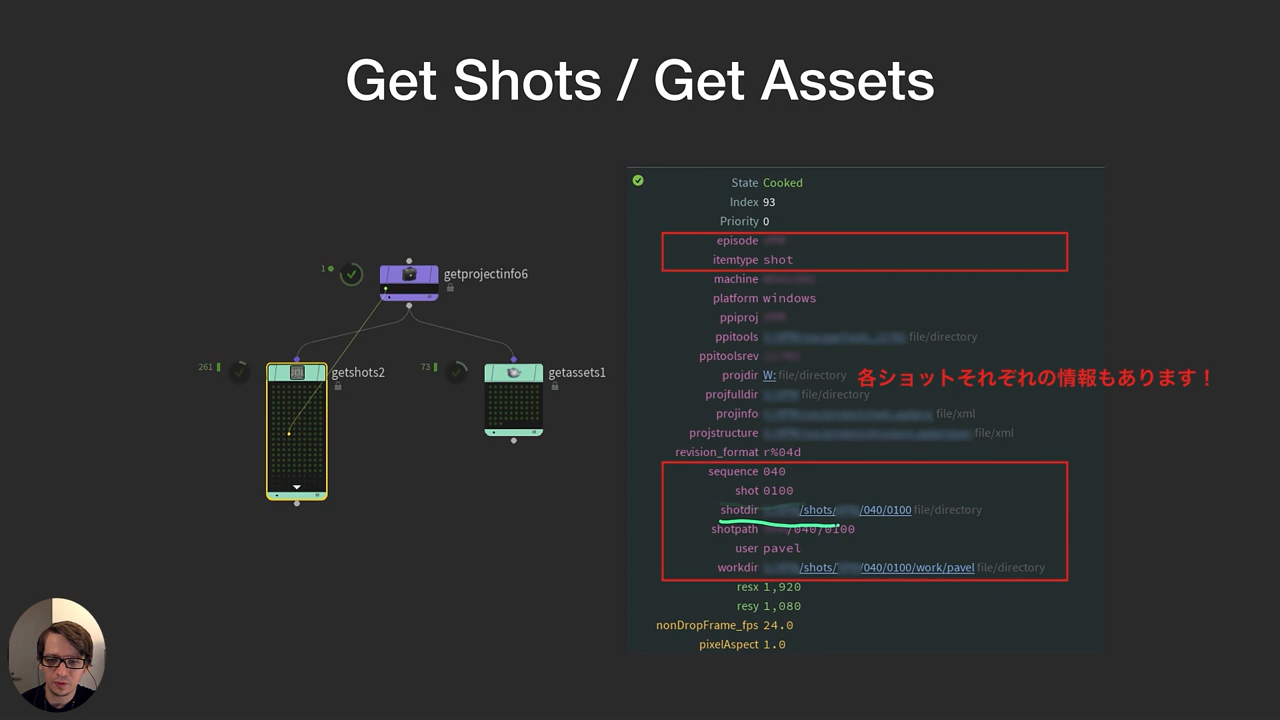 Get Shots / Get Assets
1
getprojectinfo6
261
getshots2
73
getassets1
State Cooked
Index 93
Priority 0
episode
itemtype shot
machine
platform windows
ppiproj
ppitools file/directory
ppitoolsrev
projdir W: file/directory
各ショットそれぞれの情報もあります！
projfulldir file/directory
projinfo file/xml
projstructure file/xml
revision_format r%04d
sequence 040
shot 0100
shotdir /shots/ /040/0100 file/directory
shotpath /040/0100
user pavel
workdir /shots/ /040/0100/work/pavel file/directory
resx 1,920
resy 1,080
nonDropFrame_fps 24.0
pixelAspect 1.0